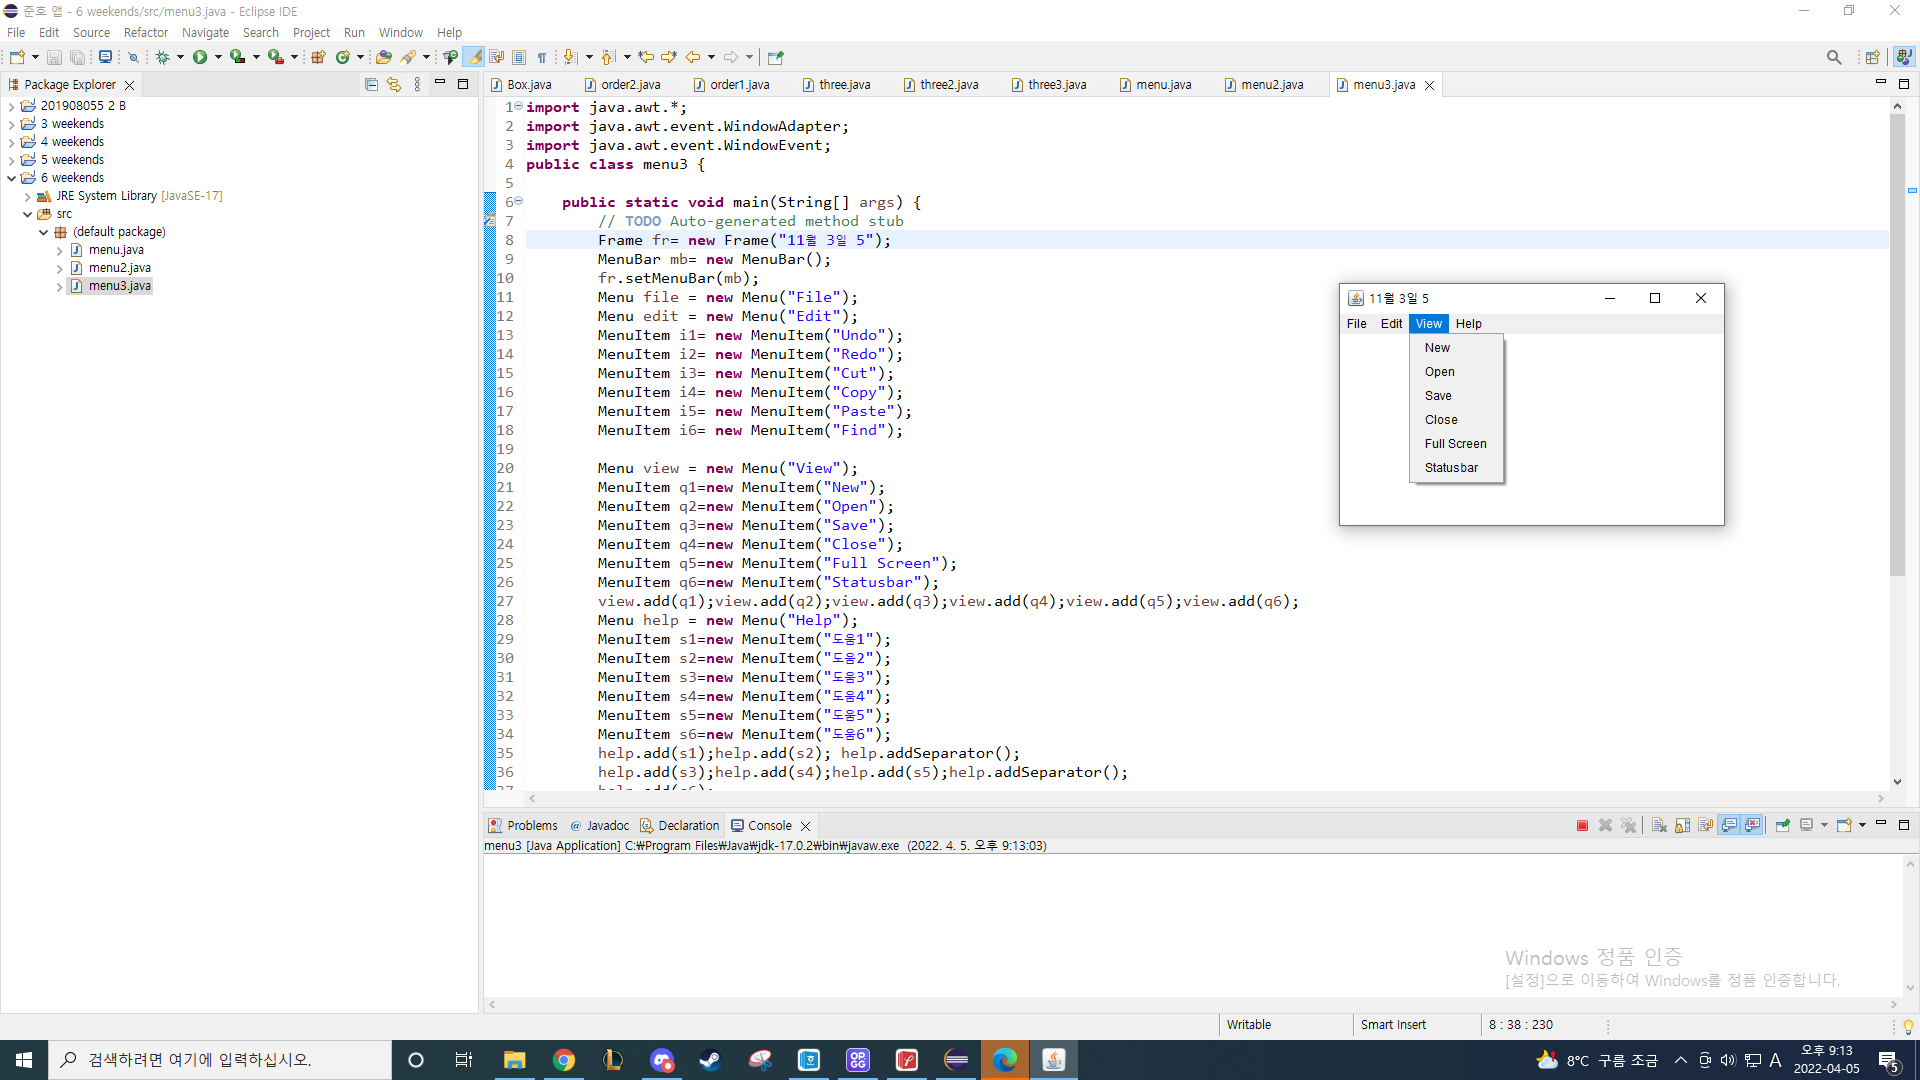 준호 앱 - 6 weekends/src/menu3.java - Eclipse IDE
File Edit Source Refactor Navigate Search Project Run Window Help
Package Explorer
201908055 2 B
3 weekends
4 weekends
5 weekends
6 weekends
JRE System Library [JavaSE-17]
src
(default package)
menu.java
menu2.java
menu3.java
Box.java order2.java order1.java three.java three2.java three3.java menu.java menu2.java menu3.java
1 import java.awt.*;
2 import java.awt.event.WindowAdapter;
3 import java.awt.event.WindowEvent;
4 public class menu3 {
5
6 public static void main(String[] args) {
7 // TODO Auto-generated method stub
8 Frame fr= new Frame("11월 3일 5");
9 MenuBar mb= new MenuBar();
10 fr.setMenuBar(mb);
11 Menu file = new Menu("File");
12 Menu edit = new Menu("Edit");
13 MenuItem i1= new MenuItem("Undo");
14 MenuItem i2= new MenuItem("Redo");
15 MenuItem i3= new MenuItem("Cut");
16 MenuItem i4= new MenuItem("Copy");
17 MenuItem i5= new MenuItem("Paste");
18 MenuItem i6= new MenuItem("Find");
19
20 Menu view = new Menu("View");
21 MenuItem q1=new MenuItem("New");
22 MenuItem q2=new MenuItem("Open");
23 MenuItem q3=new MenuItem("Save");
24 MenuItem q4=new MenuItem("Close");
25 MenuItem q5=new MenuItem("Full Screen");
26 MenuItem q6=new MenuItem("Statusbar");
27 view.add(q1);view.add(q2);view.add(q3);view.add(q4);view.add(q5);view.add(q6);
28 Menu help = new Menu("Help");
29 MenuItem s1=new MenuItem("도움1");
30 MenuItem s2=new MenuItem("도움2");
31 MenuItem s3=new MenuItem("도움3");
32 MenuItem s4=new MenuItem("도움4");
33 MenuItem s5=new MenuItem("도움5");
34 MenuItem s6=new MenuItem("도움6");
35 help.add(s1);help.add(s2); help.addSeparator();
36 help.add(s3);help.add(s4);help.add(s5);help.addSeparator();
11월 3일 5
File Edit View Help
New
Open
Save
Close
Full Screen
Statusbar
Problems @ Javadoc Declaration Console
menu3 [Java Application] C:￦Program Files￦Java￦jdk-17.0.2￦bin￦javaw.exe (2022. 4. 5. 오후 9:13:03)
Windows 정품 인증
[설정]으로 이동하여 Windows를 정품 인증합니다.
Writable Smart Insert 8 : 38 : 230
검색하려면 여기에 입력하십시오.
OP.GG
8°C 구름 조금
A
오후 9:13
2022-04-05
5